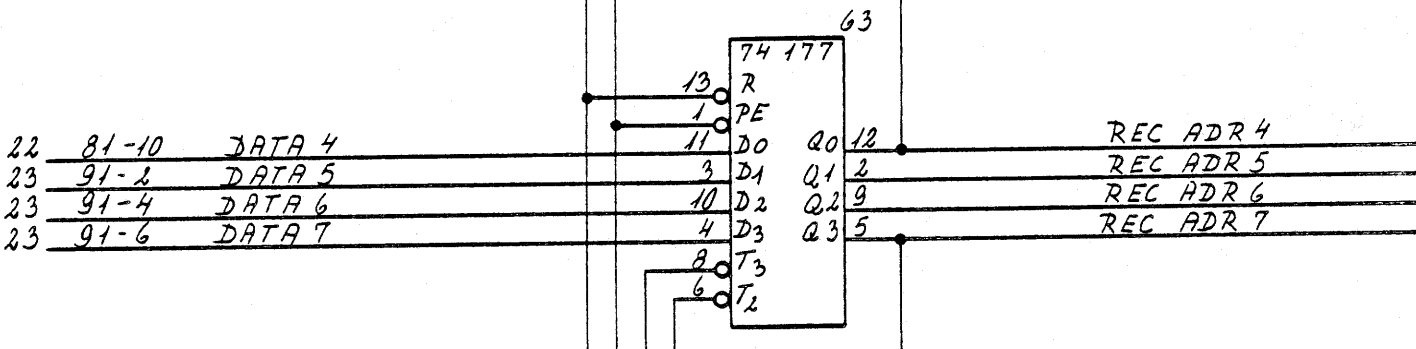 63
74 177
13 R
1 PE
22 81-10 DATA 4 11 D0 Q0 12 REC ADR 4
23 91-2 DATA 5 3 D1 Q1 2 REC ADR 5
23 91-4 DATA 6 10 D2 Q2 9 REC ADR 6
23 91-6 DATA 7 4 D3 Q3 5 REC ADR 7
8 T3
6 T2